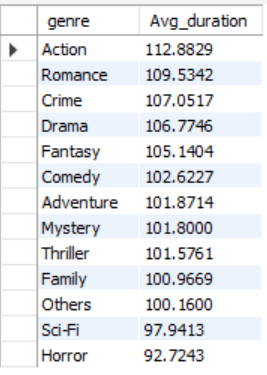 genre Avg_duration
Action 112.8829
Romance 109.5342
Crime 107.0517
Drama 106.7746
Fantasy 105.1404
Comedy 102.6227
Adventure 101.8714
Mystery 101.8000
Thriller 101.5761
Family 100.9669
Others 100.1600
Sci-Fi 97.9413
Horror 92.7243